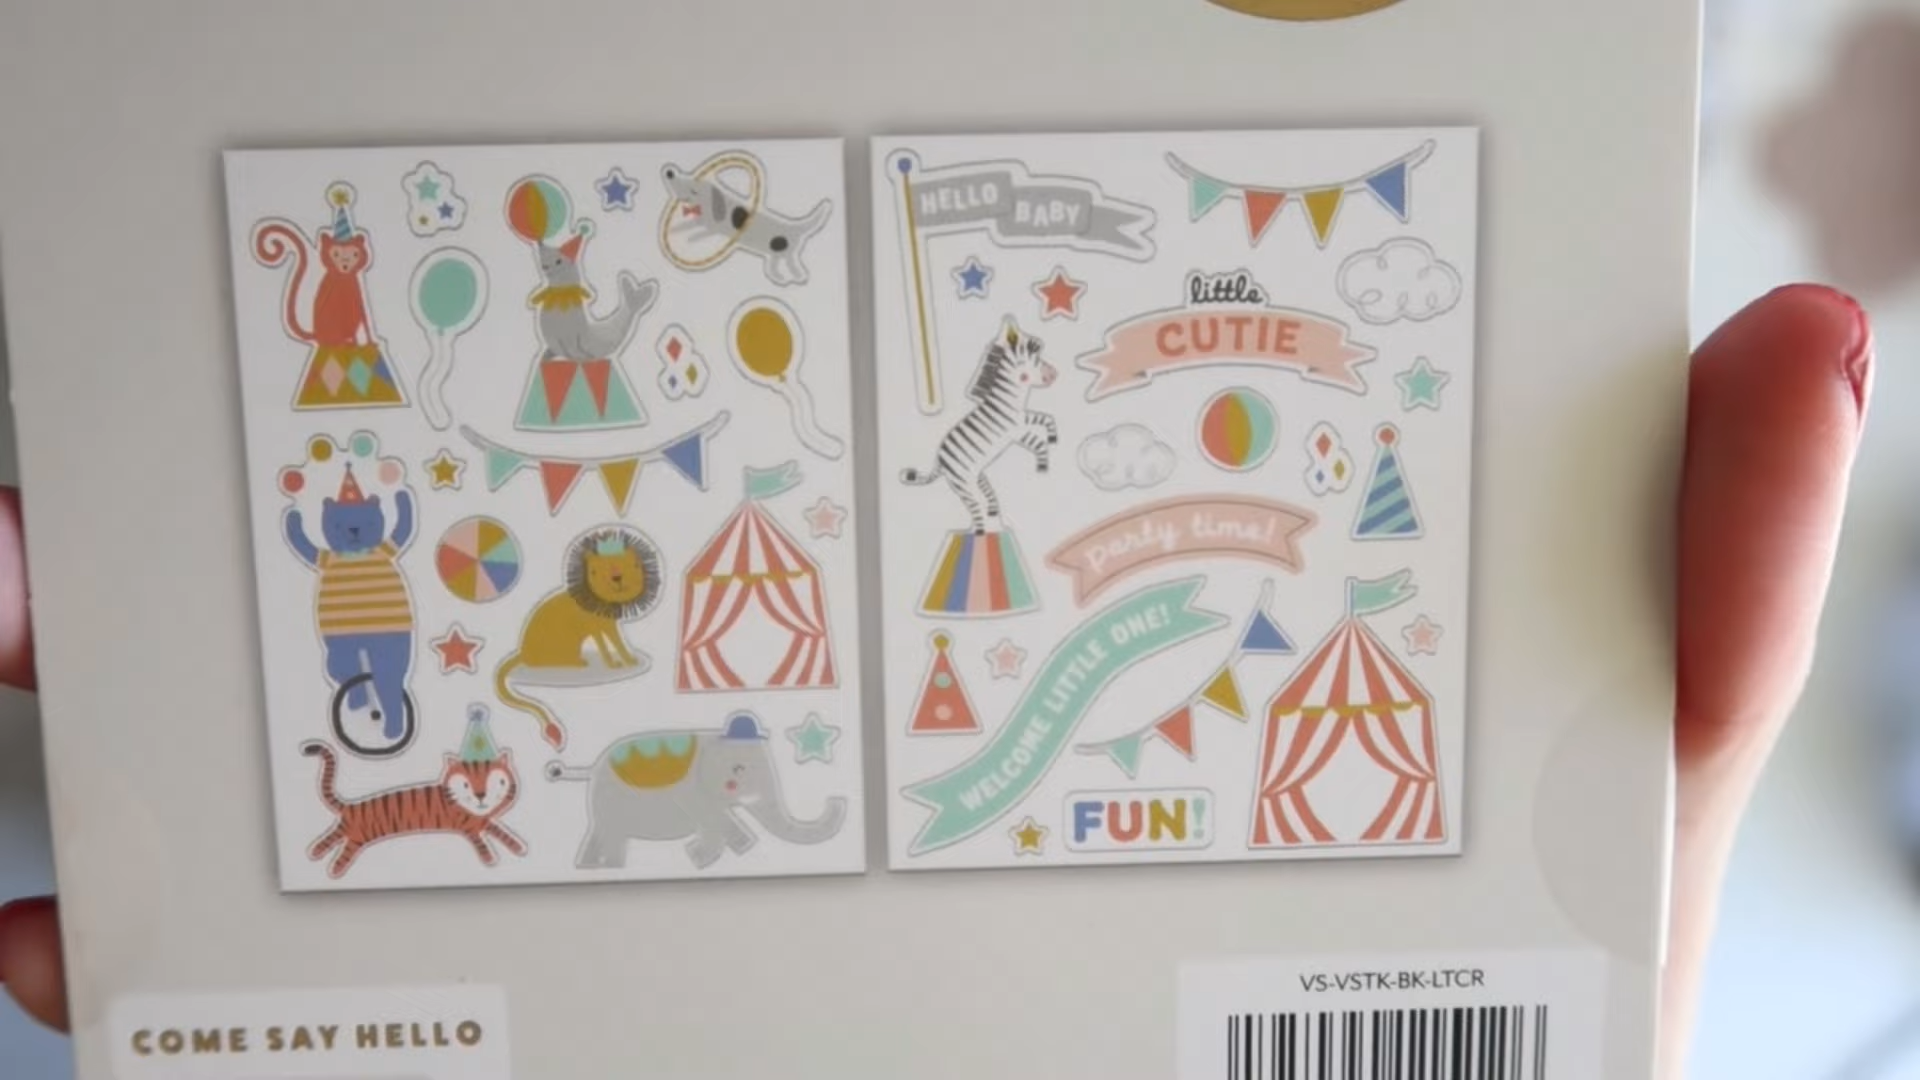 HELLO BABY
little
CUTIE
party time!
WELCOME LITTLE ONE!
FUN!
COME SAY HELLO
VS-VSTK-BK-LTCR